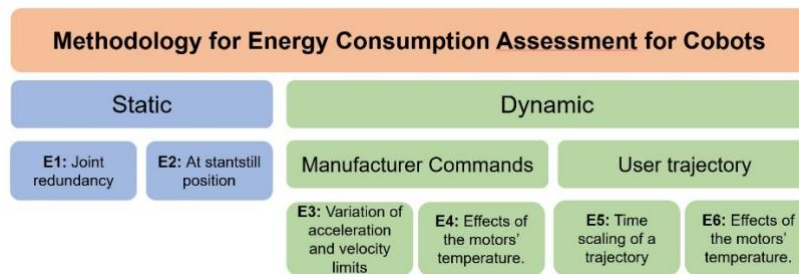 Methodology for Energy Consumption Assessment for Cobots
Static
Dynamic
E1: Joint
redundancy
E2: At stantstill
position
Manufacturer Commands
User trajectory
E3: Variation of
acceleration
and velocity
limits
E4: Effects of
the motors'
temperature.
E5: Time
scaling of a
trajectory
E6: Effects of
the motors'
temperature.